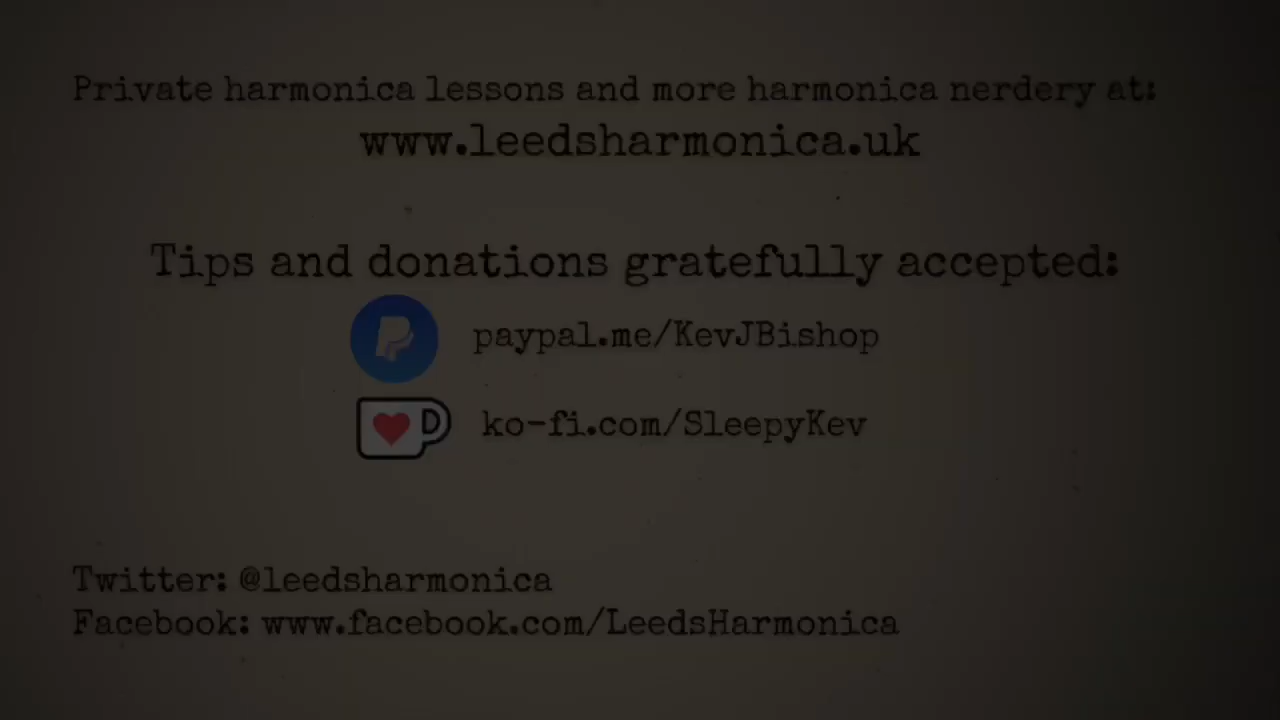 Private harmonica lessons and more harmonica nerdery at:
www.leedsharmonica.uk
Tips and donations gratefully accepted:
paypal.me/KevJBishop
ko-fi.com/SleepyKev
Twitter: @leedsharmonica
Facebook: www.facebook.com/LeedsHarmonica